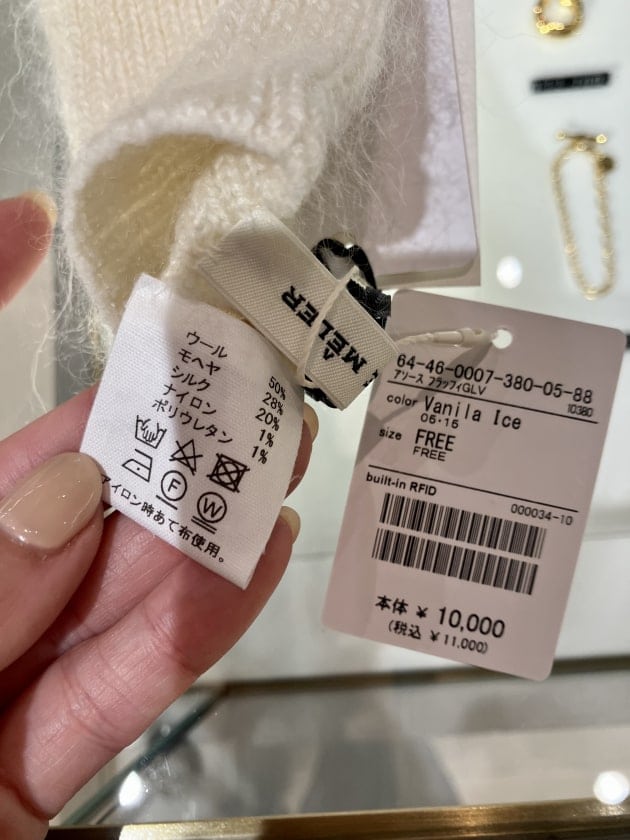 ウール 50%
モヘヤ 28%
シルク 20%
ナイロン 1%
ポリウレタン 1%
F
W
アイロン時あて布使用。
A
MELER
64-46-0007-380-05-88
アソース フラッフィGLV
10380
color Vanila Ice
05・15
size FREE
FREE
built-in RFID
000034-10
本体 ¥ 10,000
(税込 ¥ 11,000)